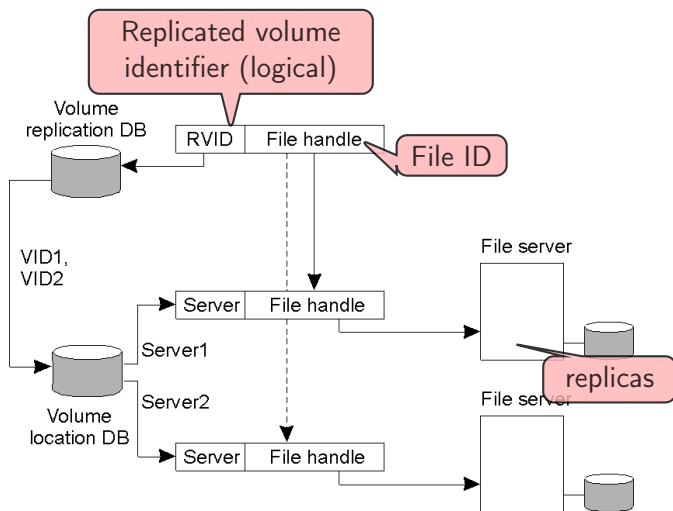 Replicated volume
identifier (logical)
Volume
replication DB
RVID
File handle
File ID
VID1,
VID2
File server
Server
File handle
Server1
replicas
Volume
location DB
Server2
File server
Server
File handle